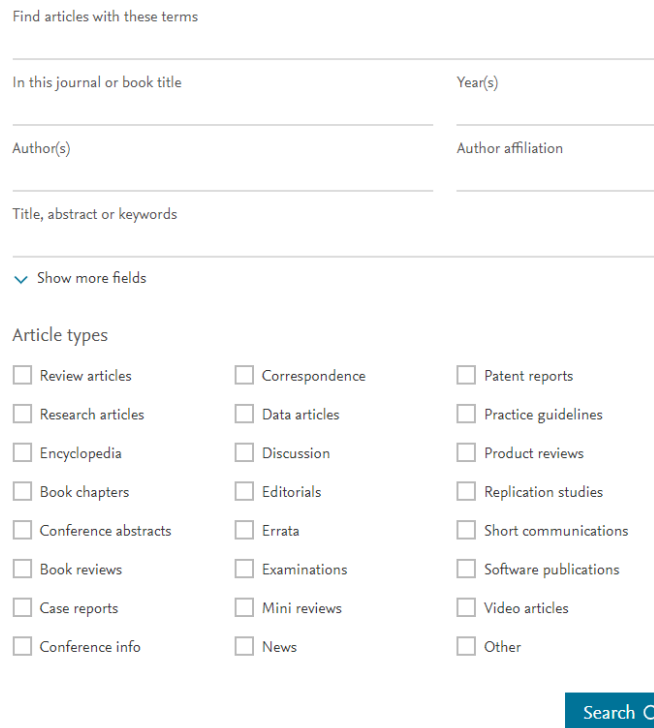 Find articles with these terms
In this journal or book title
Year(s)
Author(s)
Author affiliation
Title, abstract or keywords
Show more fields
Article types
Review articles
Correspondence
Patent reports
Research articles
Data articles
Practice guidelines
Encyclopedia
Discussion
Product reviews
Book chapters
Editorials
Replication studies
Conference abstracts
Errata
Short communications
Book reviews
Examinations
Software publications
Case reports
Mini reviews
Video articles
Conference info
News
Other
Search